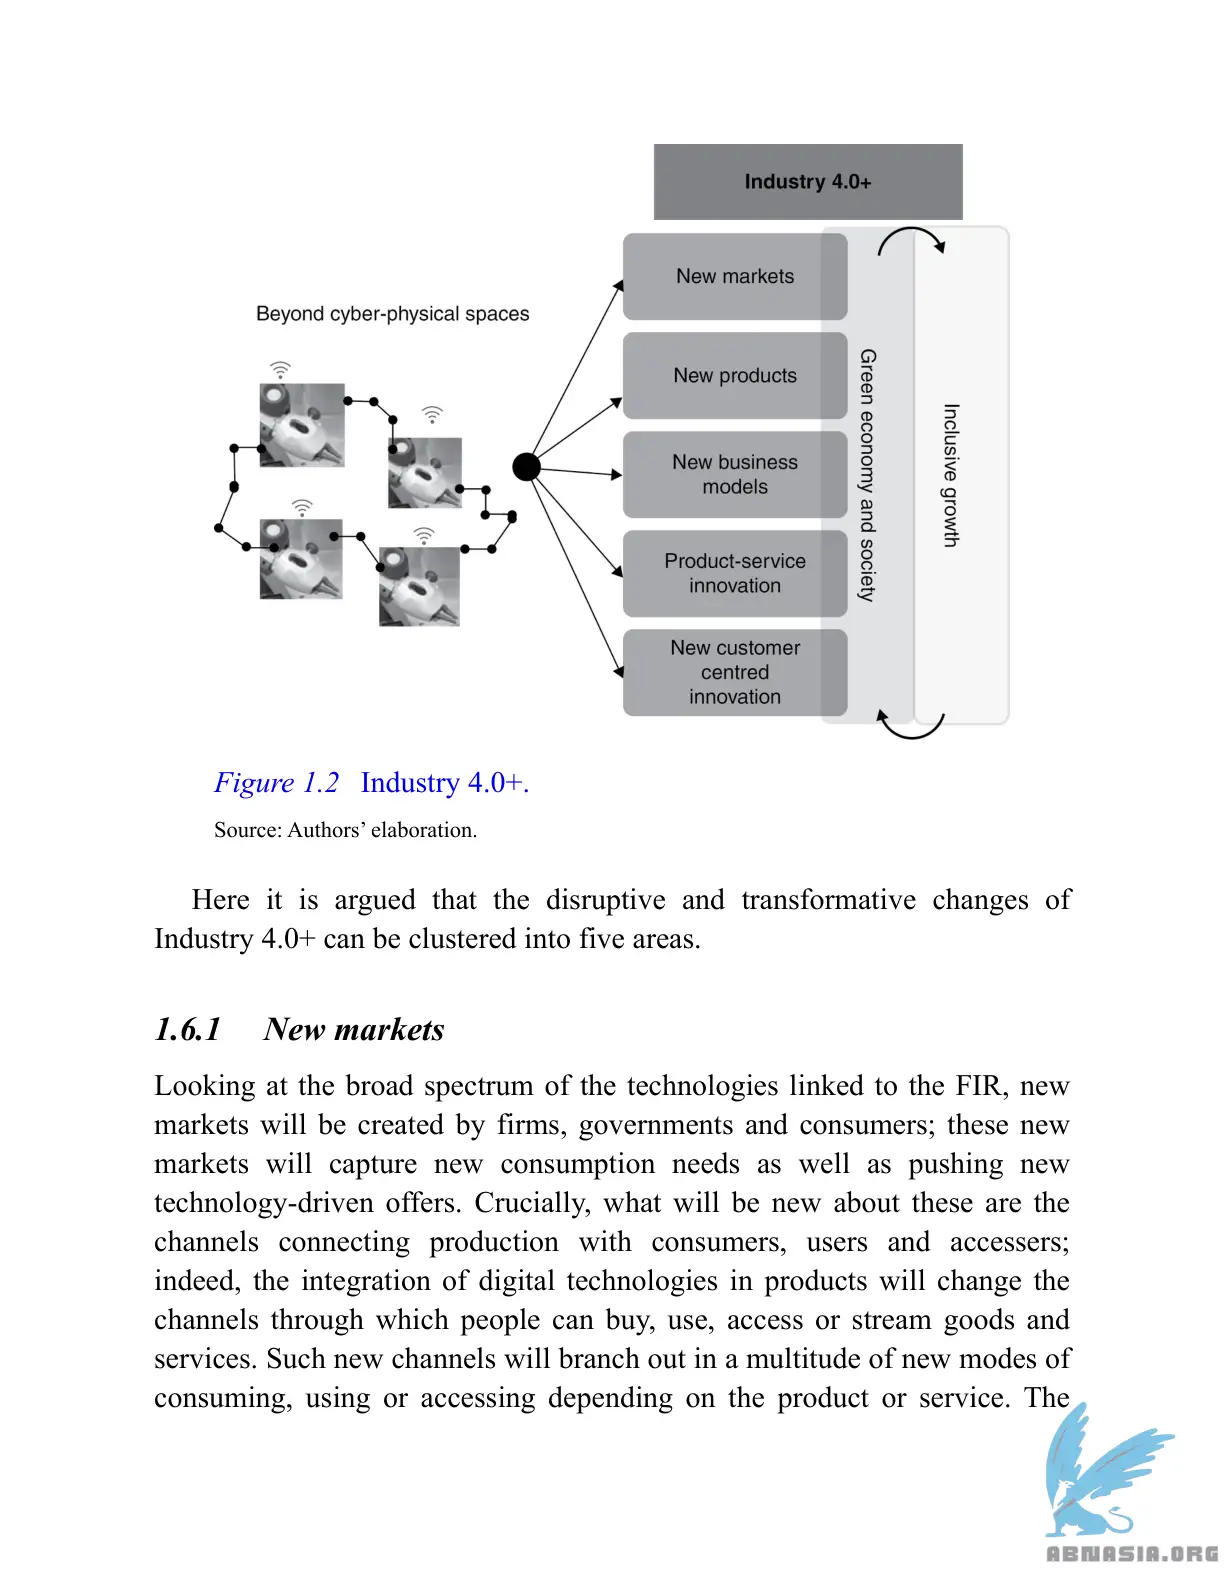 Industry 4.0+
Beyond cyber-physical spaces
New markets
New products
New business
models
Product-service
innovation
New customer
centred
innovation
Green economy and society
Inclusive growth
Figure 1.2 Industry 4.0+.
Source: Authors’ elaboration.
Here it is argued that the disruptive and transformative changes of
Industry 4.0+ can be clustered into five areas.
1.6.1 New markets
Looking at the broad spectrum of the technologies linked to the FIR, new
markets will be created by firms, governments and consumers; these new
markets will capture new consumption needs as well as pushing new
technology-driven offers. Crucially, what will be new about these are the
channels connecting production with consumers, users and accessers;
indeed, the integration of digital technologies in products will change the
channels through which people can buy, use, access or stream goods and
services. Such new channels will branch out in a multitude of new modes of
consuming, using or accessing depending on the product or service. The
ABNASIA.ORG